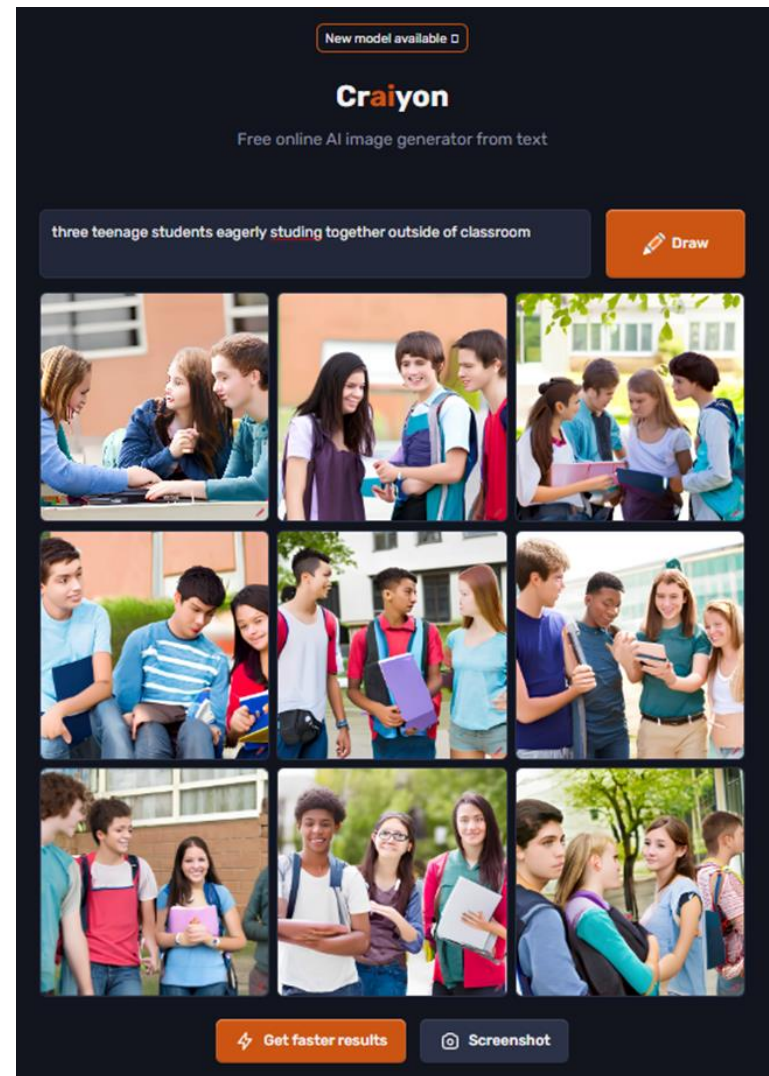 New model available
Craiyon
Free online AI image generator from text
three teenage students eagerly studing together outside of classroom
Draw
Get faster results
Screenshot